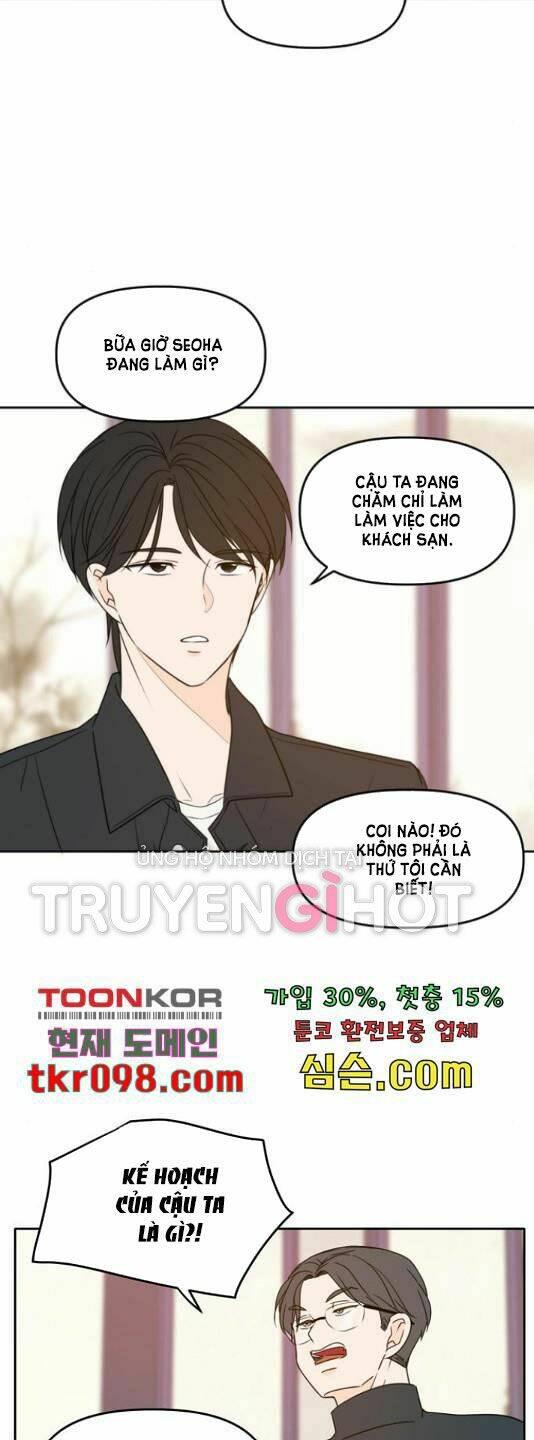 BỮA GIỜ SEOHA
ĐANG LÀM GÌ?
CẬU TA ĐANG
CHĂM CHỈ LÀM
LÀM VIỆC CHO
KHÁCH SẠN.
COI NÀO! ĐÓ
KHÔNG PHẢI LÀ
THỨ TÔI CẦN
BIẾT!
ỦNG HỘ NHÓM DỊCH TẠI
TRUYENGIHOT
TOONKOR
현재 도메인
tkr098.com
가입 30%, 첫충 15%
툰코 환전보증 업체
심슨.com
KẾ HOẠCH
CỦA CẬU TA
LÀ GÌ?!